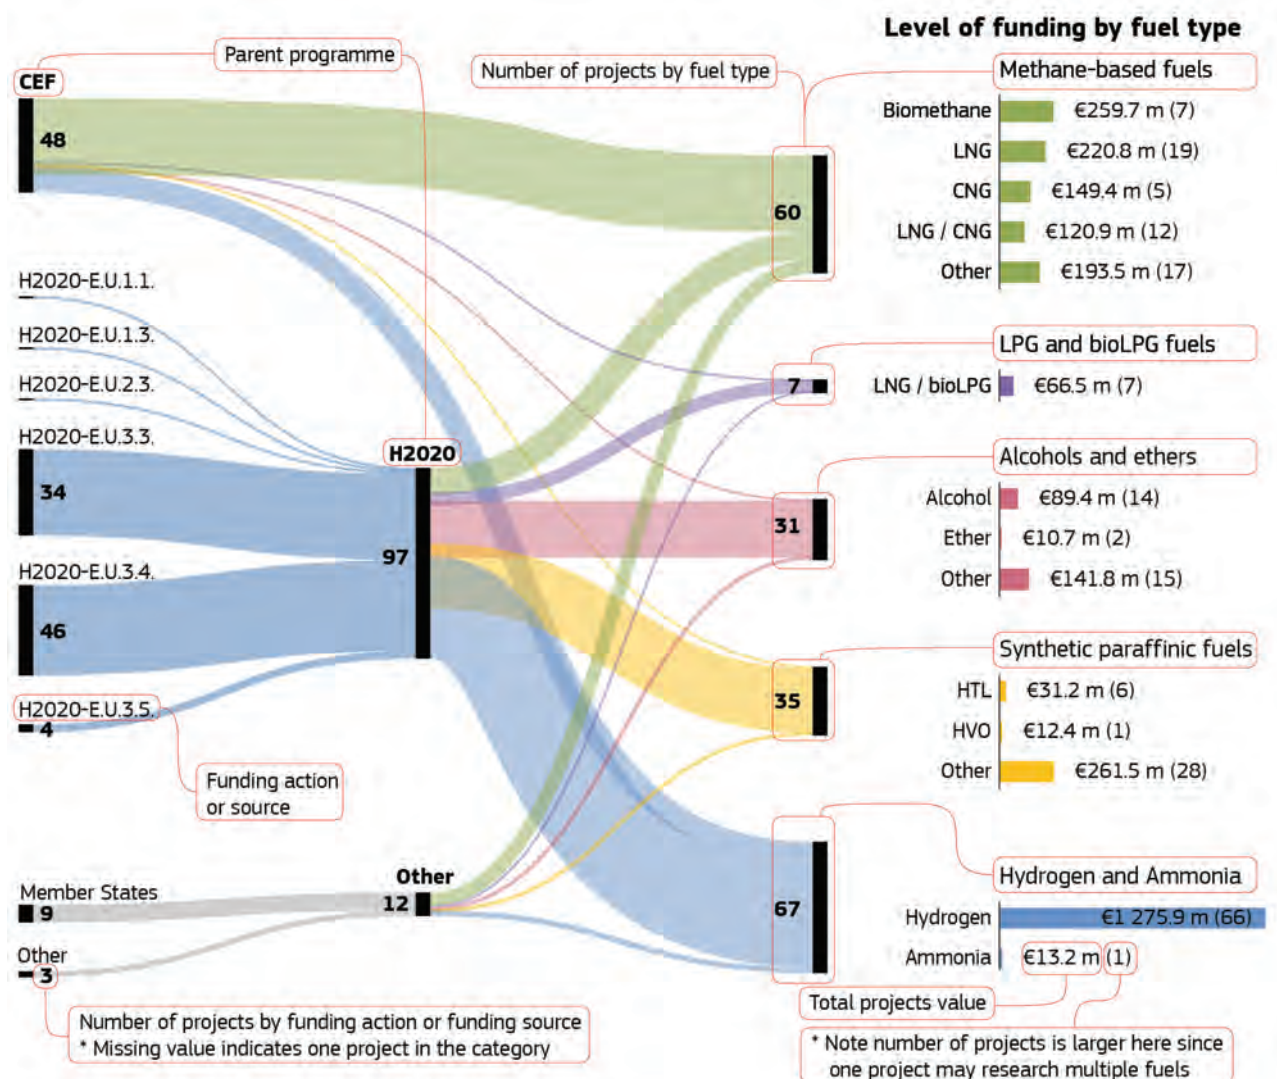 Level of funding by fuel type
Parent programme
CEF
Number of projects by fuel type
Methane-based fuels
48
60
Biomethane €259.7 m (7)
LNG €220.8 m (19)
CNG €149.4 m (5)
LNG / CNG €120.9 m (12)
Other €193.5 m (17)
H2020-E.U.1.1.
H2020-E.U.1.3.
H2020-E.U.2.3.
H2020-E.U.3.3.
34
H2020-E.U.3.4.
46
H2020-E.U.3.5.
4
Funding action
or source
H2020
97
LPG and bioLPG fuels
7
LNG / bioLPG €66.5 m (7)
Alcohols and ethers
31
Alcohol €89.4 m (14)
Ether €10.7 m (2)
Other €141.8 m (15)
Synthetic paraffinic fuels
35
HTL €31.2 m (6)
HVO €12.4 m (1)
Other €261.5 m (28)
Member States
9
Other
3
Other
12
Hydrogen and Ammonia
67
Hydrogen €1 275.9 m (66)
Ammonia €13.2 m (1)
Total projects value
Number of projects by funding action or funding source
* Missing value indicates one project in the category
* Note number of projects is larger here since
one project may research multiple fuels